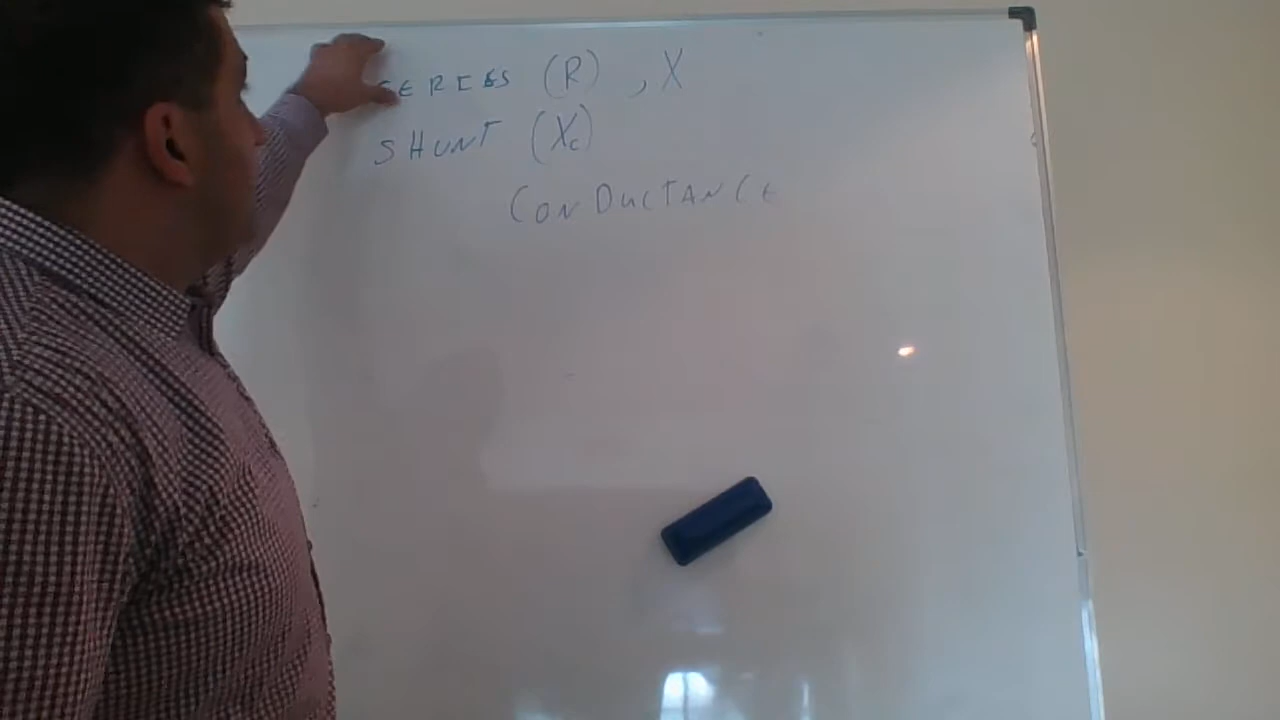 SERIES (R) , X
SHUNT (Xc)
CONDUCTANCE